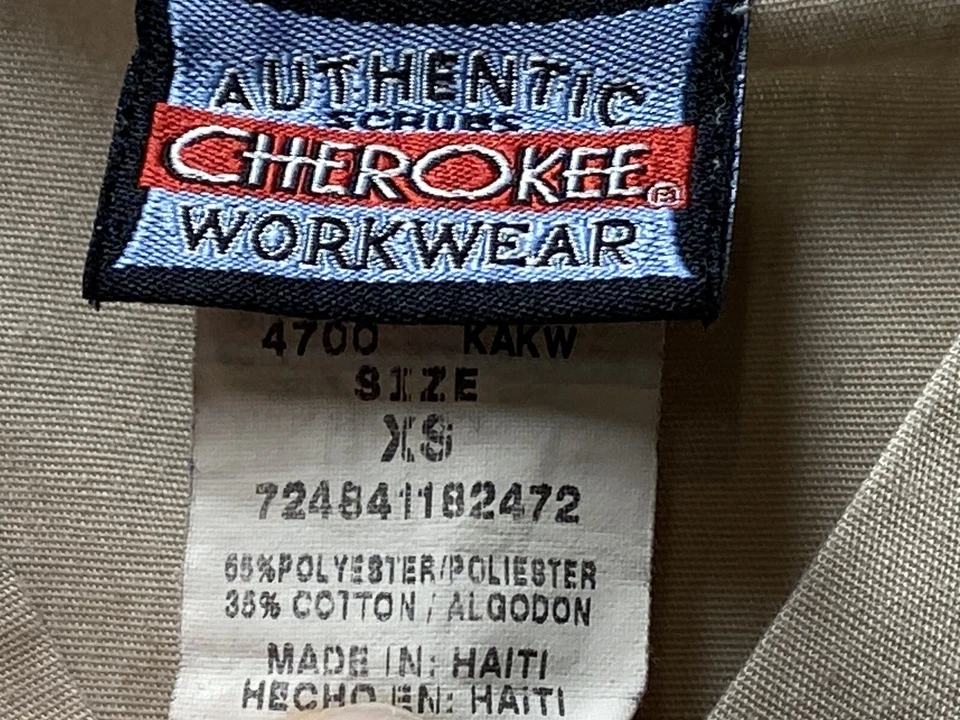 AUTHENTIC
SCRUBS
CHEROKEE®
WORKWEAR
4700 KAKW
SIZE
XS
724841182472
65%POLYESTER/POLIESTER
35% COTTON / ALGODON
MADE IN: HAITI
HECHO EN: HAITI